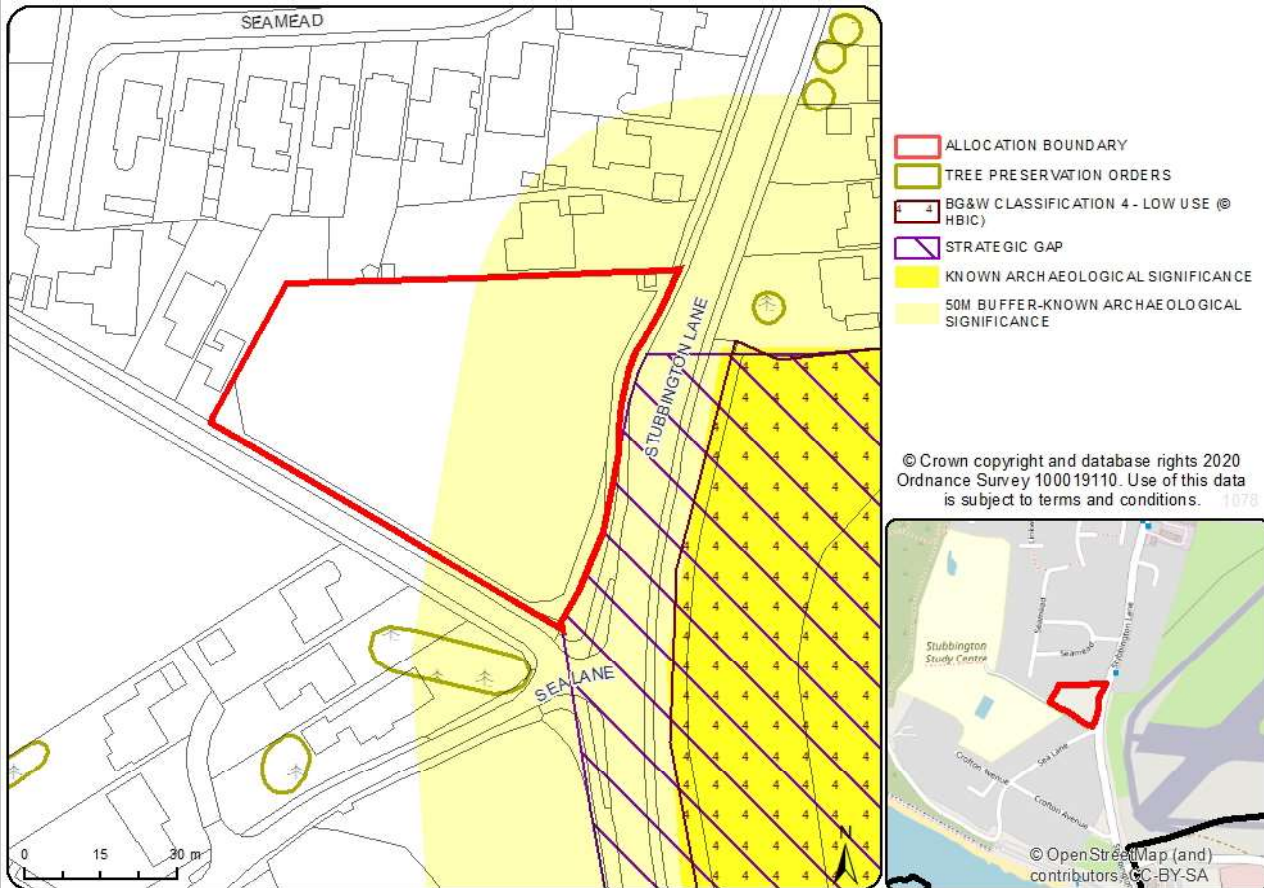 SEAMEAD
STUBBINGTON LANE
SEA LANE
0 15 30 m
N
ALLOCATION BOUNDARY
TREE PRESERVATION ORDERS
4 4 BG&W CLASSIFICATION 4 - LOW USE (©
HBIC)
STRATEGIC GAP
KNOWN ARCHAEOLOGICAL SIGNIFICANCE
50M BUFFER-KNOWN ARCHAEOLOGICAL
SIGNIFICANCE
© Crown copyright and database rights 2020
Ordnance Survey 100019110. Use of this data
is subject to terms and conditions. 1078
Seamead
Stubbington Lane
Stubbington
Study Centre
Seamead
Sea Lane
Crofton Avenue
Crofton Avenue
© OpenStreetMap (and)
contributors, CC-BY-SA